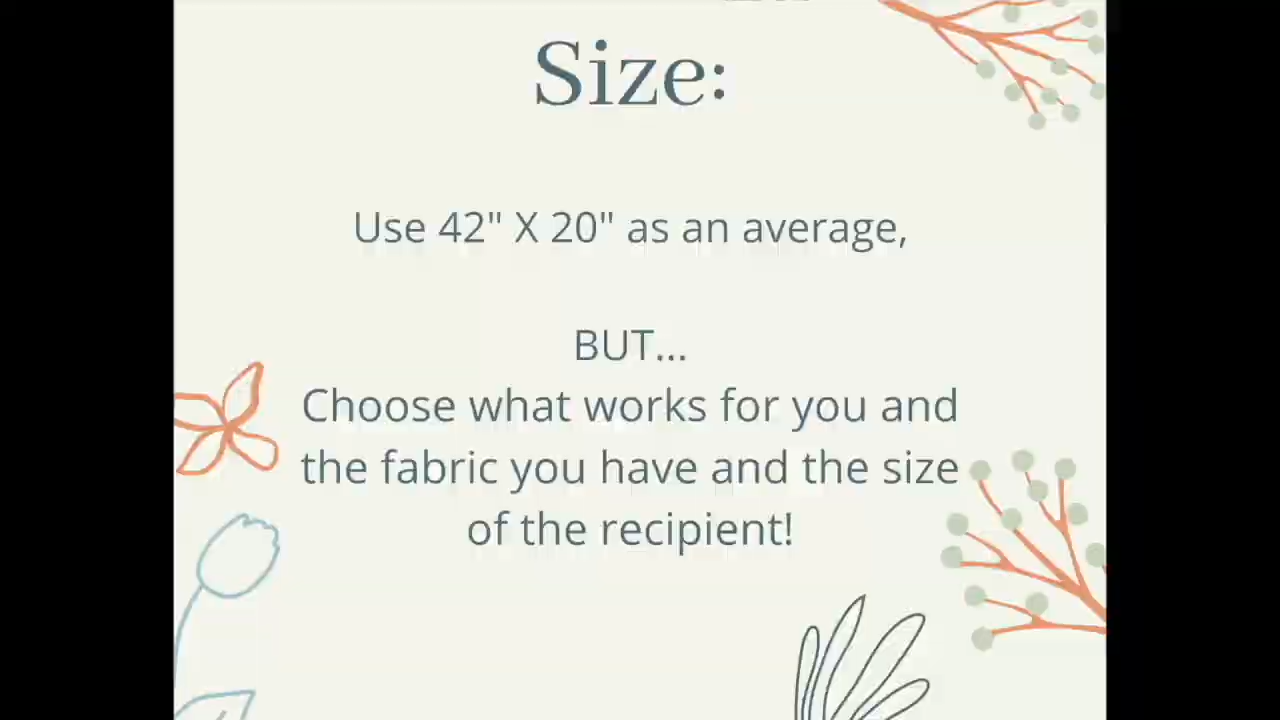 Size:
Use 42" X 20" as an average,
BUT...
Choose what works for you and
the fabric you have and the size
of the recipient!